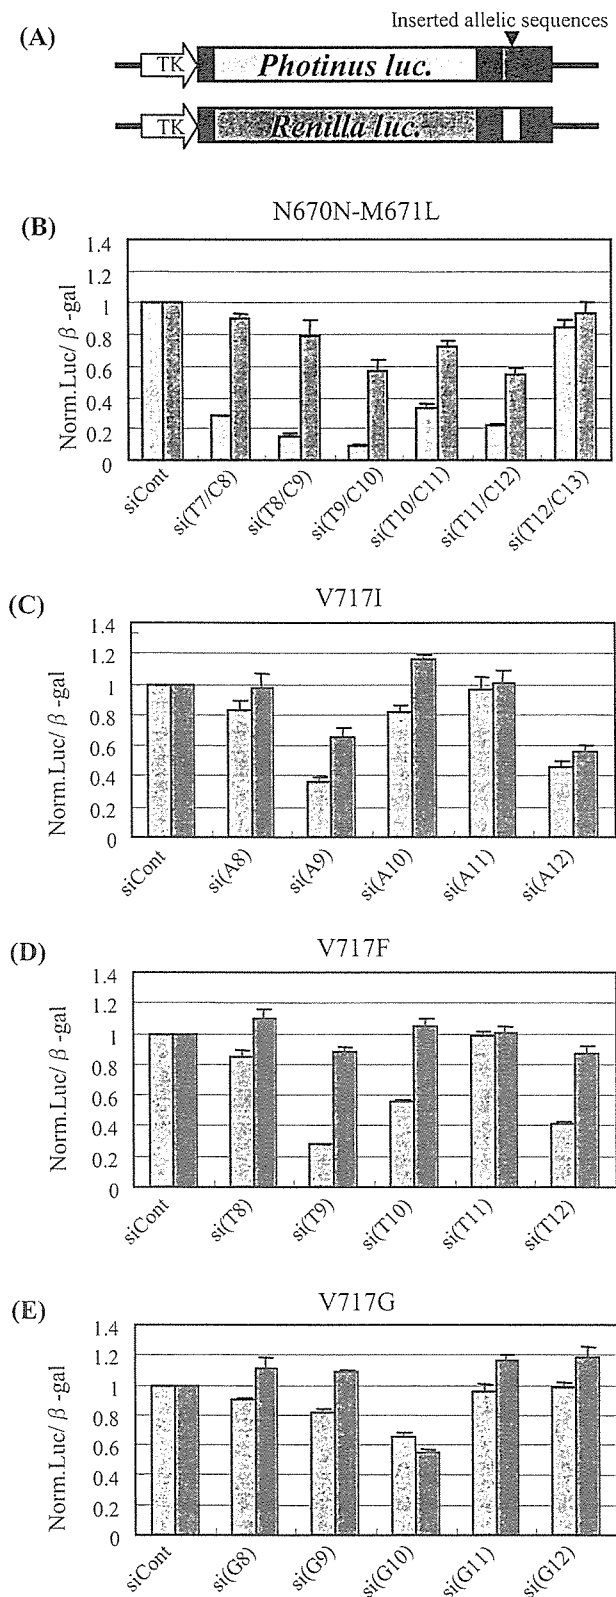 Inserted allelic sequences
(A)
TK
Photinus luc.
TK
Renilla luc.
N670N-M671L
(B)
1.4
1.2
1
0.8
0.6
0.4
0.2
0
Norm.Luc/β-gal
siCont
si(T7/C8)
si(T8/C9)
si(T9/C10)
si(T10/C11)
si(T11/C12)
si(T12/C13)
(C)
V717I
1.4
1.2
1
0.8
0.6
0.4
0.2
0
Norm.Luc/β-gal
siCont
si(A8)
si(A9)
si(A10)
si(A11)
si(A12)
(D)
V717F
1.4
1.2
1
0.8
0.6
0.4
0.2
0
Norm.Luc/β-gal
siCont
si(T8)
si(T9)
si(T10)
si(T11)
si(T12)
(E)
V717G
1.4
1.2
1
0.8
0.6
0.4
0.2
0
Norm.Luc/β-gal
siCont
si(G8)
si(G9)
si(G10)
si(G11)
si(G12)